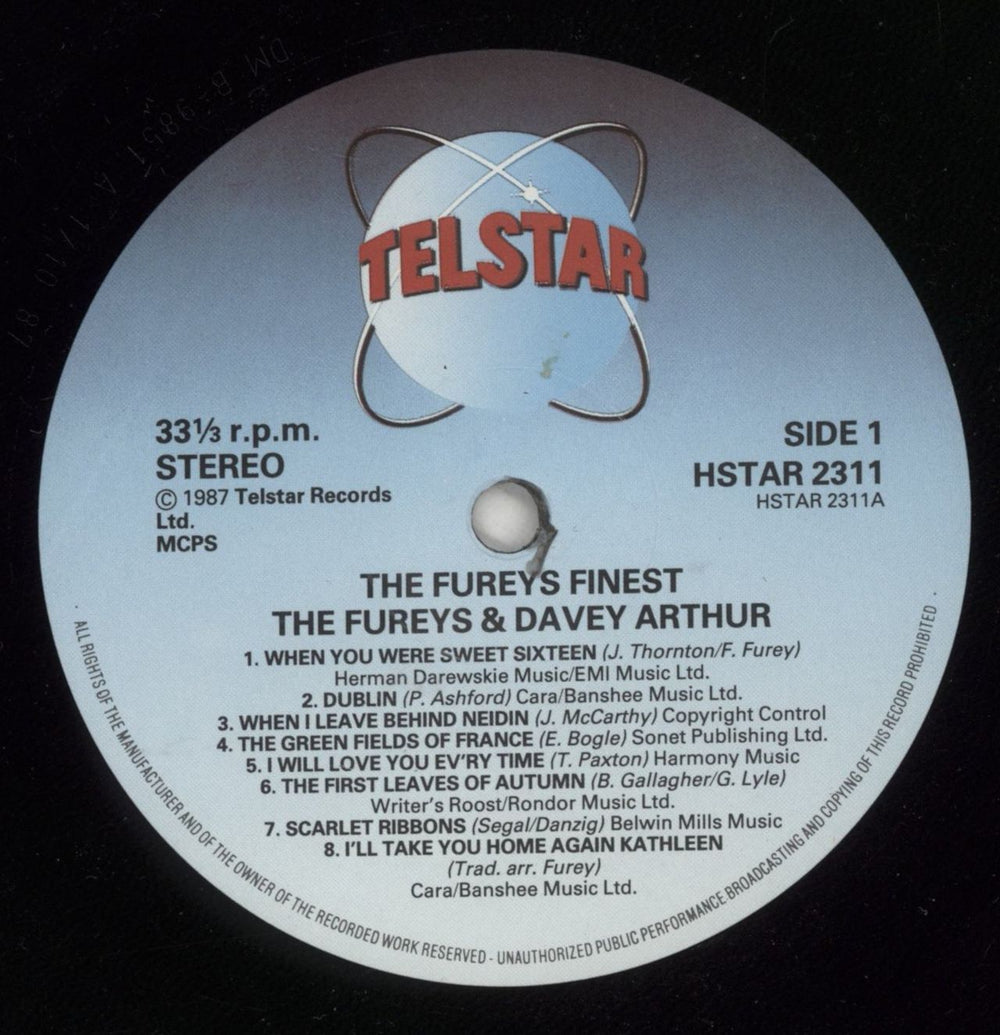 TELSTAR
33⅓ r.p.m.
STEREO
© 1987 Telstar Records
Ltd.
MCPS
SIDE 1
HSTAR 2311
HSTAR 2311A
THE FUREYS FINEST
THE FUREYS & DAVEY ARTHUR
1. WHEN YOU WERE SWEET SIXTEEN (J. Thornton/F. Furey)
Herman Darewskie Music/EMI Music Ltd.
2. DUBLIN (P. Ashford) Cara/Banshee Music Ltd.
3. WHEN I LEAVE BEHIND NEIDIN (J. McCarthy) Copyright Control
4. THE GREEN FIELDS OF FRANCE (E. Bogle) Sonet Publishing Ltd.
5. I WILL LOVE YOU EV'RY TIME (T. Paxton) Harmony Music
6. THE FIRST LEAVES OF AUTUMN (B. Gallagher/G. Lyle)
Writer's Roost/Rondor Music Ltd.
7. SCARLET RIBBONS (Segal/Danzig) Belwin Mills Music
8. I'LL TAKE YOU HOME AGAIN KATHLEEN
(Trad. arr. Furey)
Cara/Banshee Music Ltd.
· ALL RIGHTS OF THE MANUFACTURER AND OF THE OWNER OF THE RECORDED WORK RESERVED - UNAUTHORIZED PUBLIC PERFORMANCE BROADCASTING AND COPYING OF THIS RECORD PROHIBITED ·